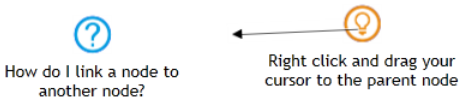 ?
How do I link a node to
another node?
Right click and drag your
cursor to the parent node